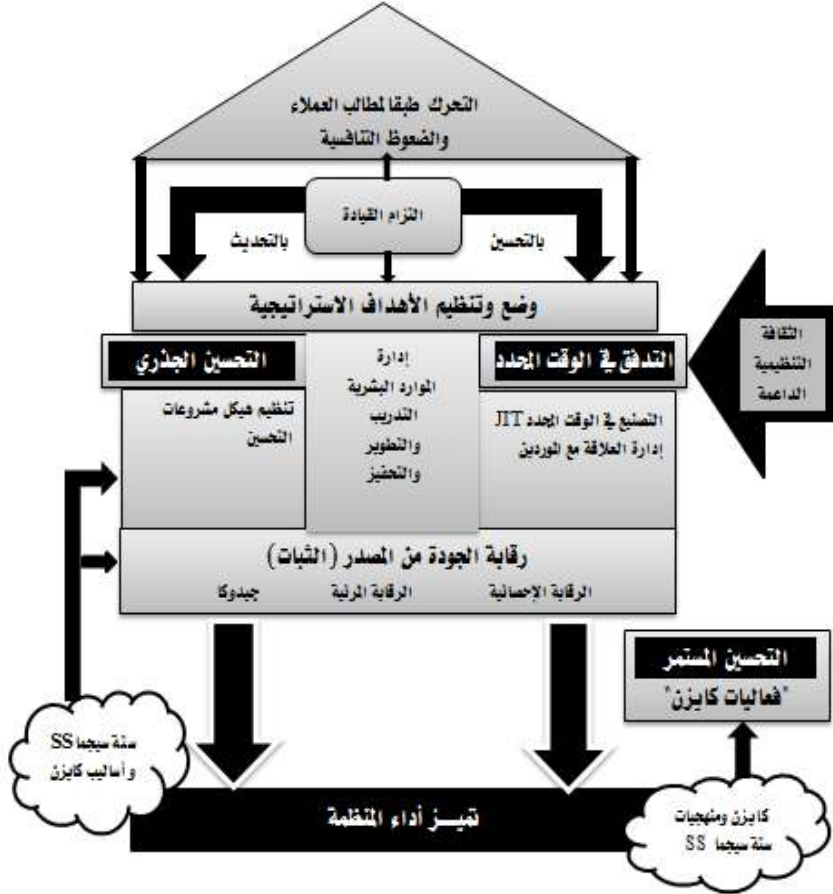 التحرك طبقا لمطالب العملاء
والضعوظ التنافسية
التزام القيادة
بالتحسين
بالتحديث
وضع وتنظيم الأهداف الاستراتيجية
الثقافة
التنظيمية
الداعمة
التدفق في الوقت المحدد
التصنيع في الوقت المحدد JIT
إدارة العلاقة مع الموردين
إدارة
الموارد البشرية
التدريب
والتطوير
والتحفيز
التحسين الجذري
تنظيم هيكل مشروعات
التحسين
رقابة الجودة من المصدر (الثبات)
الرقابة الإحصائية
الرقابة المرئية
جيدوكا
التحسين المستمر
"فعاليات كايزن"
ستة سيجما SS
وأساليب كايزن
كايزن ومنهجيات
ستة سيجما SS
تميـــز أداء المنظمة